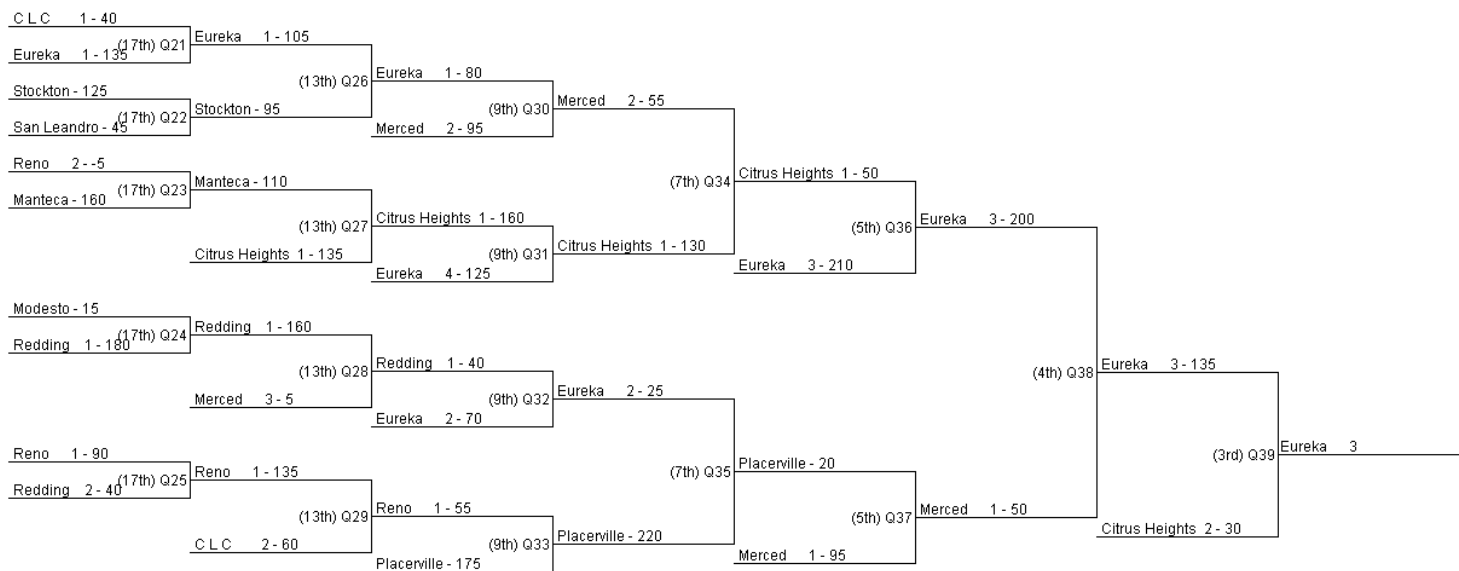 C L C 1 - 40
(17th) Q21
Eureka 1 - 135
Eureka 1 - 105
(13th) Q26
Stockton - 125
(17th) Q22
San Leandro - 45
Stockton - 95
Eureka 1 - 80
(9th) Q30
Merced 2 - 95
Merced 2 - 55
Reno 2 - -5
(17th) Q23
Manteca - 160
Manteca - 110
(13th) Q27
Citrus Heights 1 - 135
Citrus Heights 1 - 160
(9th) Q31
Eureka 4 - 125
Citrus Heights 1 - 130
(7th) Q34
Citrus Heights 1 - 50
(5th) Q36
Eureka 3 - 210
Eureka 3 - 200
Modesto - 15
(17th) Q24
Redding 1 - 180
Redding 1 - 160
(13th) Q28
Merced 3 - 5
Redding 1 - 40
(9th) Q32
Eureka 2 - 70
Eureka 2 - 25
Reno 1 - 90
(17th) Q25
Redding 2 - 40
Reno 1 - 135
(13th) Q29
C L C 2 - 60
Reno 1 - 55
(9th) Q33
Placerville - 175
Placerville - 220
(7th) Q35
Placerville - 20
(5th) Q37
Merced 1 - 95
Merced 1 - 50
(4th) Q38
Eureka 3 - 135
(3rd) Q39
Citrus Heights 2 - 30
Eureka 3